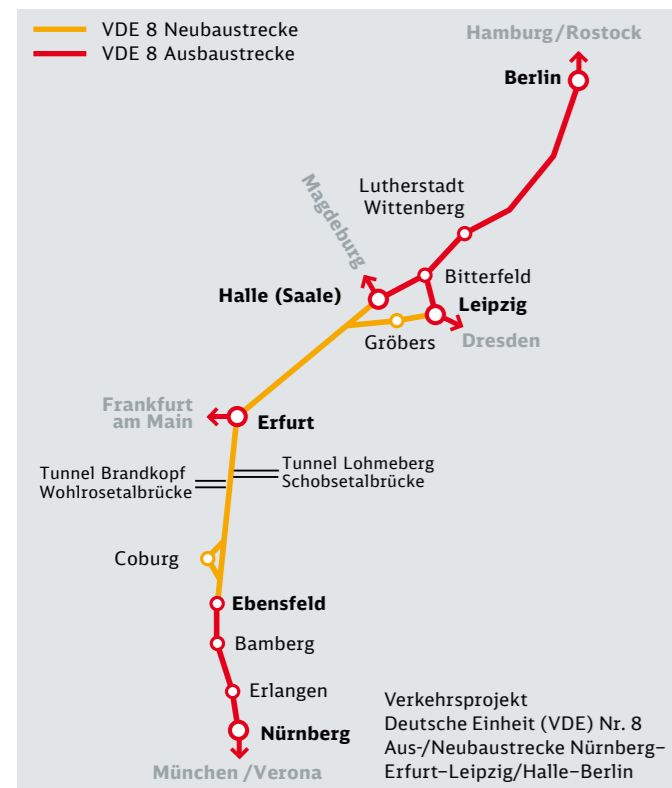 VDE 8 Neubaustrecke
VDE 8 Ausbaustrecke
Hamburg/Rostock
Berlin
Magdeburg
Lutherstadt
Wittenberg
Bitterfeld
Halle (Saale)
Leipzig
Gröbers
Dresden
Frankfurt
am Main
Erfurt
Tunnel Brandkopf
Wohlrosetalbrücke
Tunnel Lohmeberg
Schobsetalbrücke
Coburg
Ebensfeld
Bamberg
Erlangen
Nürnberg
München/Verona
Verkehrsprojekt
Deutsche Einheit (VDE) Nr. 8
Aus-/Neubaustrecke Nürnberg–
Erfurt–Leipzig/Halle–Berlin